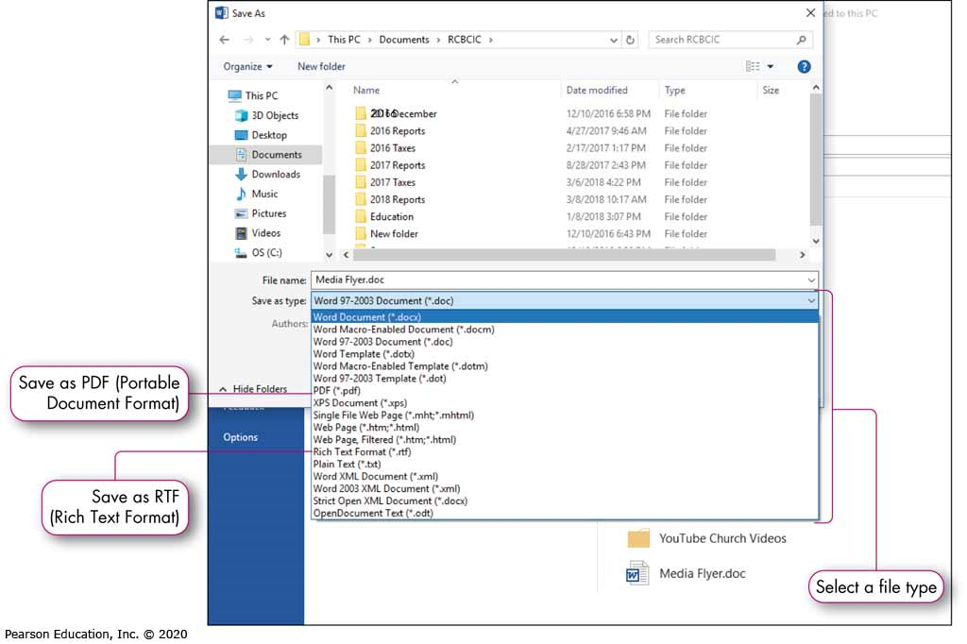 Save As
ed to this PC
This PC > Documents > RCBCIC >
Search RCBCIC
Organize
New folder
Name Date modified Type Size
This PC
3D Objects
Desktop
Documents
Downloads
Music
Pictures
Videos
OS (C:)
December 12/10/2016 6:58 PM File folder
2016 Reports 4/27/2017 9:46 AM File folder
2016 Taxes 2/17/2017 1:17 PM File folder
2017 Reports 8/28/2017 2:43 PM File folder
2017 Taxes 3/6/2018 4:22 PM File folder
2018 Reports 3/8/2018 10:17 AM File folder
Education 1/8/2018 3:07 PM File folder
New folder 12/10/2016 6:43 PM File folder
File name: Media Flyer.doc
Save as type: Word 97-2003 Document (*.doc)
Authors:
Word Document (*.docx)
Word Macro-Enabled Document (*.docm)
Word 97-2003 Document (*.doc)
Word Template (*.dotx)
Word Macro-Enabled Template (*.dotm)
Word 97-2003 Template (*.dot)
PDF (*.pdf)
XPS Document (*.xps)
Single File Web Page (*.mht;*.mhtml)
Web Page (*.htm;*.html)
Web Page, Filtered (*.htm;*.html)
Rich Text Format (*.rtf)
Plain Text (*.txt)
Word XML Document (*.xml)
Word 2003 XML Document (*.xml)
Strict Open XML Document (*.docx)
OpenDocument Text (*.odt)
Hide Folders
Options
Save as PDF (Portable
Document Format)
Save as RTF
(Rich Text Format)
YouTube Church Videos
Media Flyer.doc
Select a file type
Pearson Education, Inc. © 2020